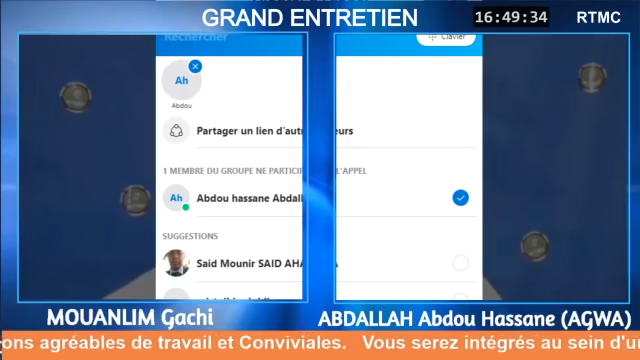 GRAND ENTRETIEN
16:49:34
RTMC
Rechercher
Clavier
Ah
Abdou
Partager un lien d'aut eurs
1 MEMBRE DU GROUPE NE PARTICIP L'APPEL
Ah
Abdou hassane Abdall
SUGGESTIONS
Said Mounir SAID AHA A
MOUANLIM Gachi
ABDALLAH Abdou Hassane (AGWA)
ons agréables de travail et Conviviales. Vous serez intégrés au sein d'u